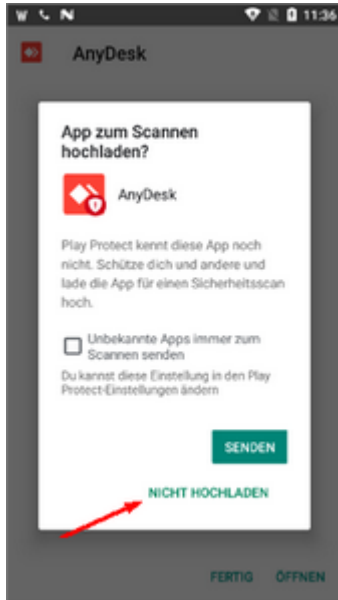 11:36
AnyDesk
App zum Scannen
hochladen?
AnyDesk
Play Protect kennt diese App noch
nicht. Schütze dich und andere und
lade die App für einen Sicherheitsscan
hoch.
Unbekannte Apps immer zum
Scannen senden
Du kannst diese Einstellung in den Play
Protect-Einstellungen ändern
SENDEN
NICHT HOCHLADEN
FERTIG ÖFFNEN